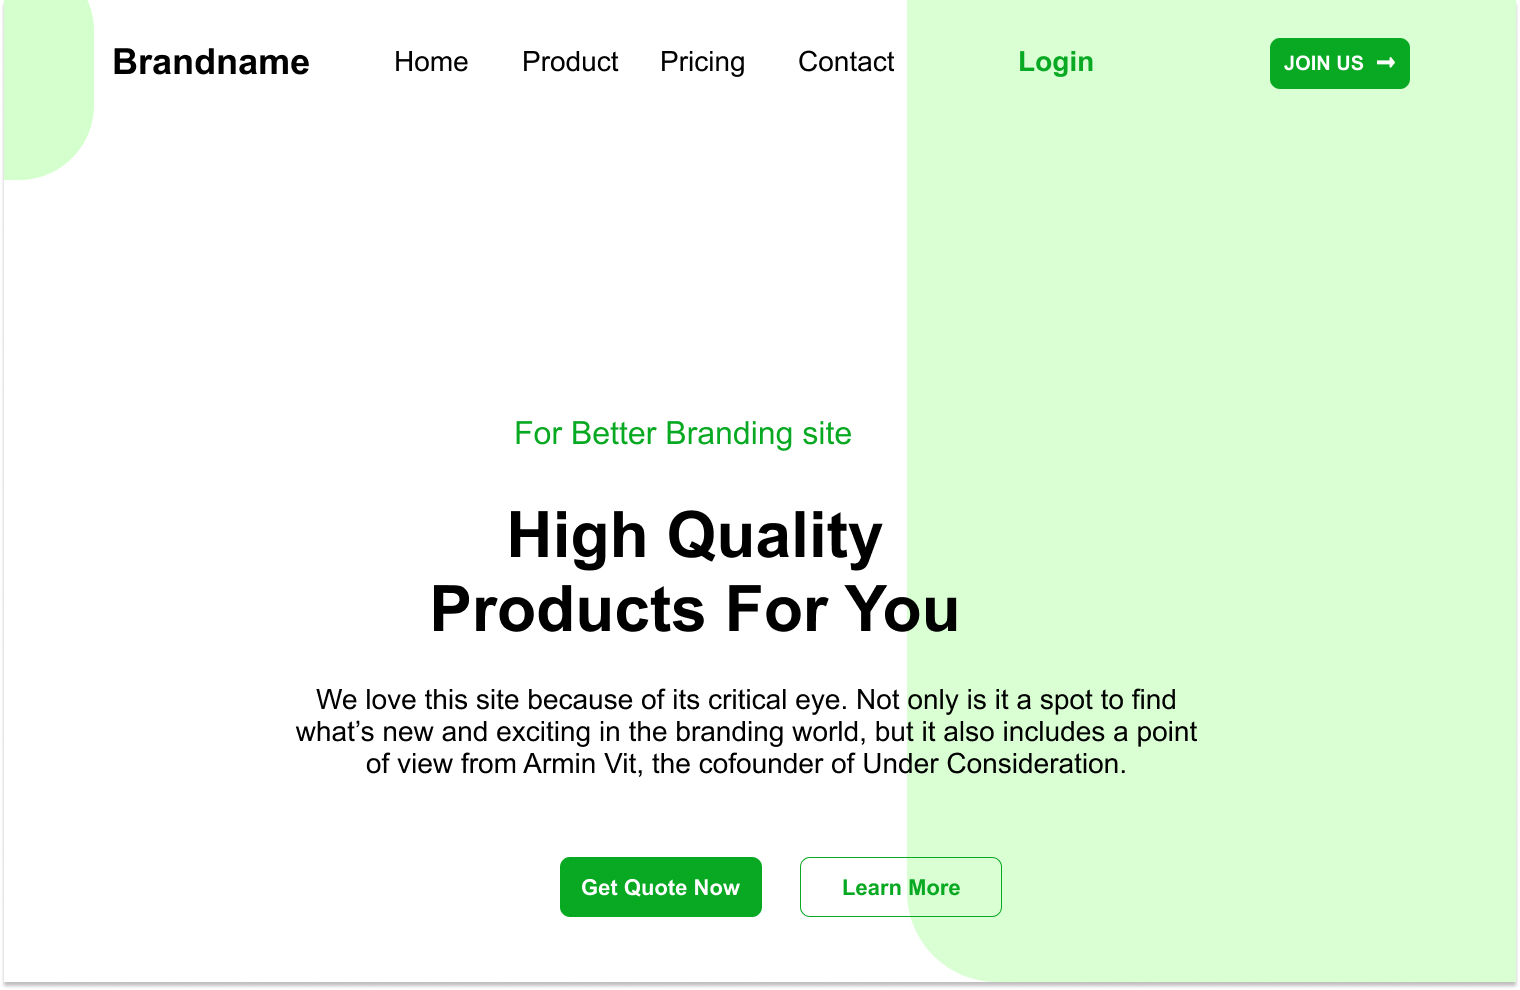 Brandname Home Product Pricing Contact Login JOIN US
For Better Branding site
High Quality
Products For You
We love this site because of its critical eye. Not only is it a spot to find
what’s new and exciting in the branding world, but it also includes a point
of view from Armin Vit, the cofounder of Under Consideration.
Get Quote Now Learn More